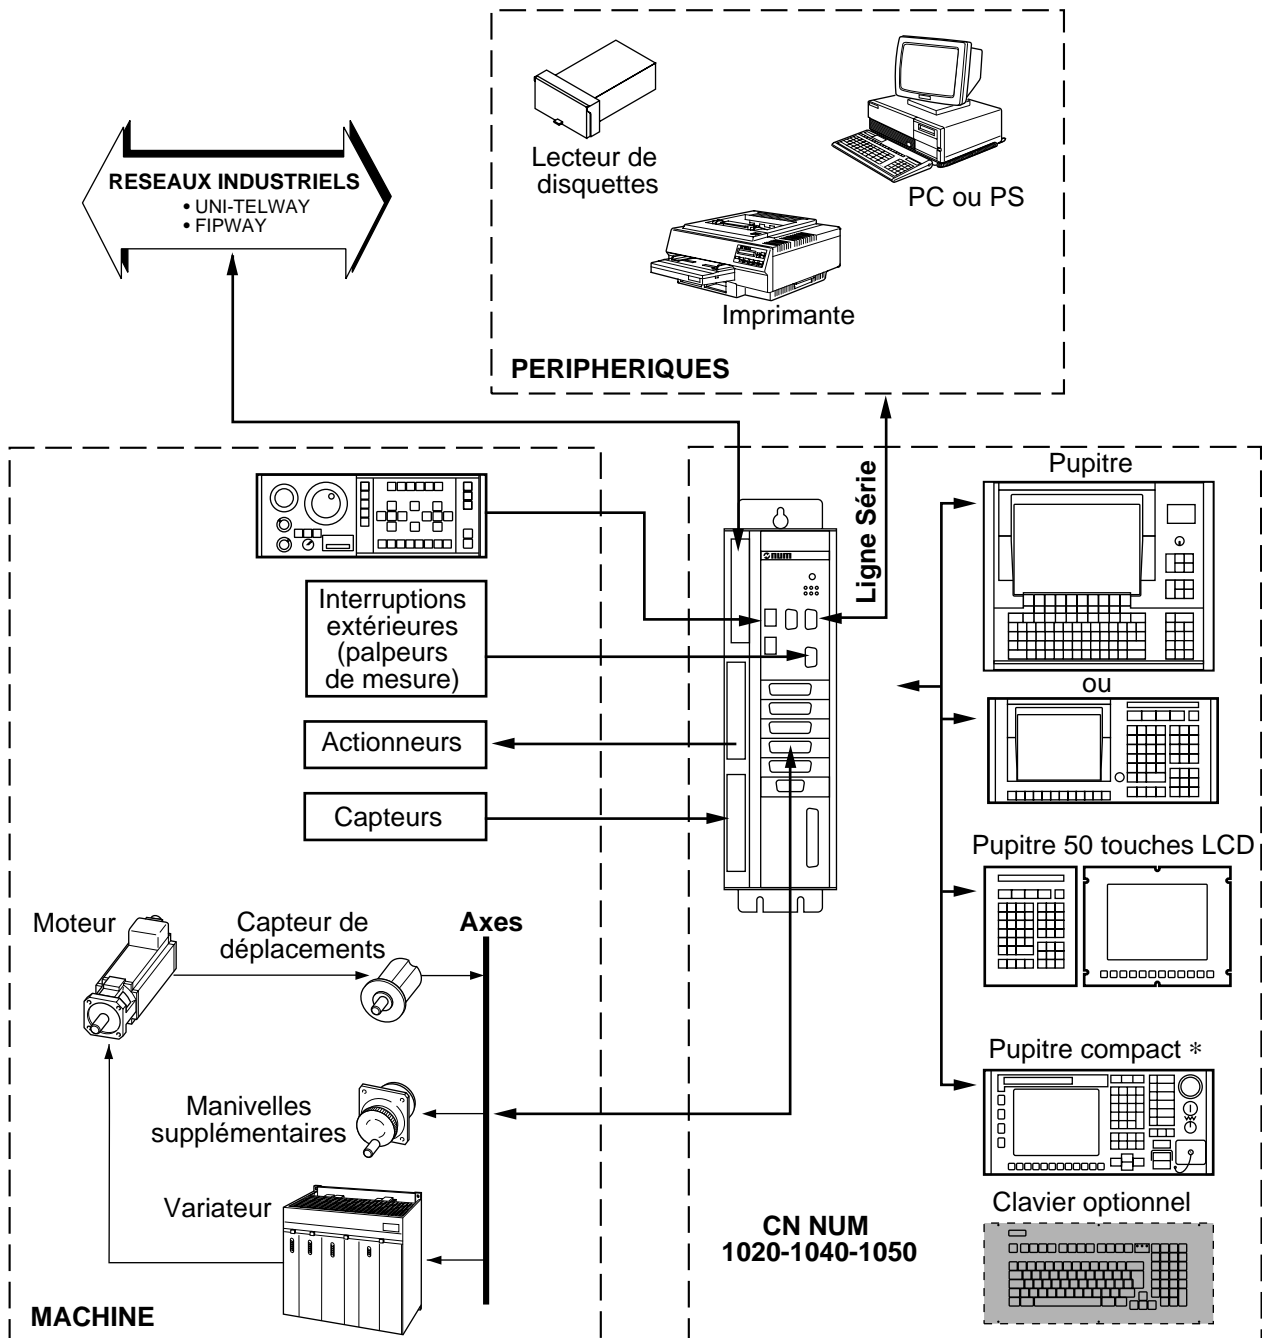 Lecteur de
disquettes
PC ou PS
Imprimante
PERIPHERIQUES
RESEAUX INDUSTRIELS
• UNI-TELWAY
• FIPWAY
Ligne Série
num
Interruptions
extérieures
(palpeurs
de mesure)
Actionneurs
Capteurs
Moteur
Capteur de
déplacements
Axes
Manivelles
supplémentaires
Variateur
MACHINE
Pupitre
ou
Pupitre 50 touches LCD
Pupitre compact *
Clavier optionnel
CN NUM
1020-1040-1050